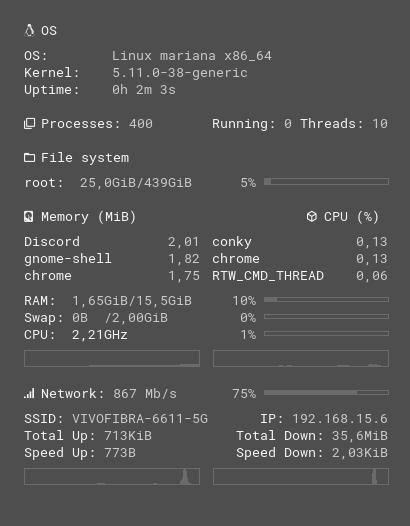 OS
OS: Linux mariana x86_64
Kernel: 5.11.0-38-generic
Uptime: 0h 2m 3s
Processes: 400 Running: 0 Threads: 10
File system
root: 25,0GiB/439GiB 5%
Memory (MiB) CPU (%)
Discord 2,01 conky 0,13
gnome-shell 1,82 chrome 0,13
chrome 1,75 RTW_CMD_THREAD 0,06
RAM: 1,65GiB/15,5GiB 10%
Swap: 0B /2,00GiB 0%
CPU: 2,21GHz 1%
Network: 867 Mb/s 75%
SSID: VIVOFIBRA-6611-5G IP: 192.168.15.6
Total Up: 713KiB Total Down: 35,6MiB
Speed Up: 773B Speed Down: 2,03KiB